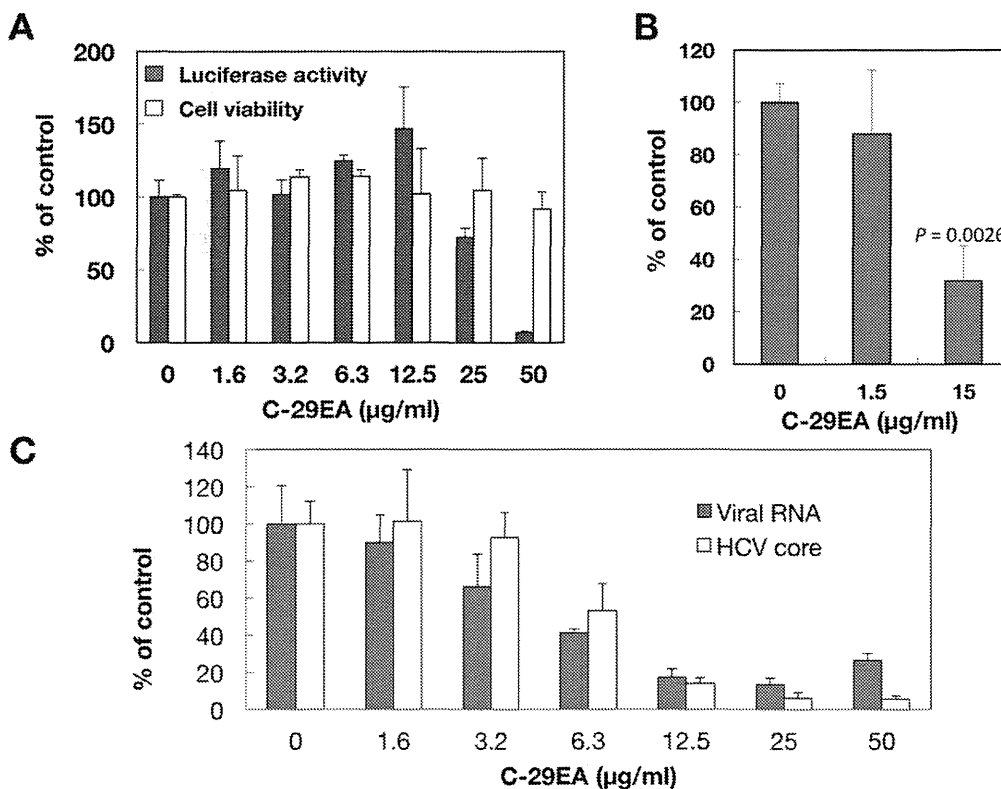 A
200
150
100
50
0
% of control
Luciferase activity
Cell viability
0 1.6 3.2 6.3 12.5 25 50
C-29EA (µg/ml)
B
120
100
80
60
40
20
0
% of control
P = 0.0026
0 1.5 15
C-29EA (µg/ml)
C
140
120
100
80
60
40
20
0
% of control
Viral RNA
HCV core
0 1.6 3.2 6.3 12.5 25 50
C-29EA (µg/ml)